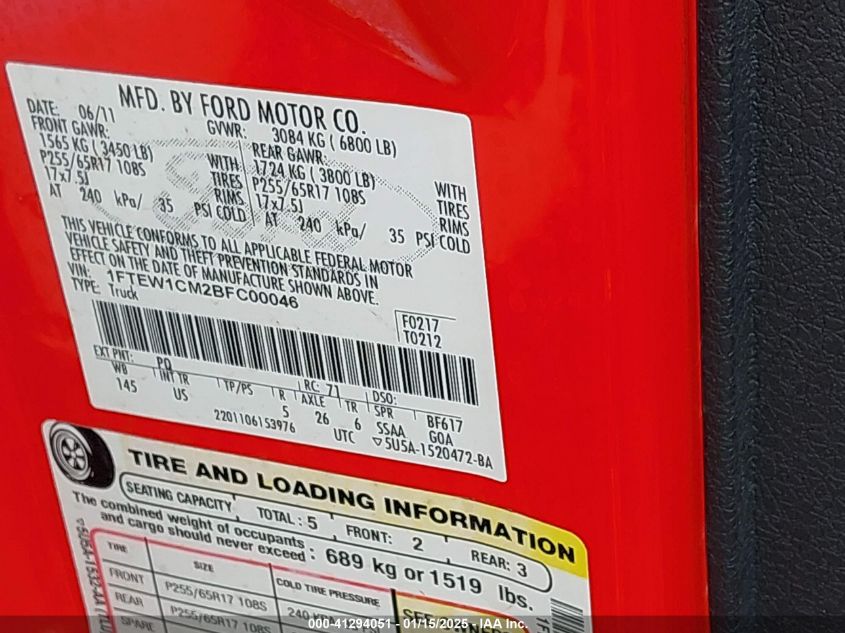 MFD. BY FORD MOTOR CO.
DATE: 06/11 GVWR: 3084 KG ( 6800 LB)
FRONT GAWR: REAR GAWR:
1565 KG ( 3450 LB) WITH 1724 KG ( 3800 LB) WITH
P255/65R17 108S TIRES P255/65R17 108S TIRES
17x7.5J RIMS 17x7.5J RIMS
AT 240 kPa/ 35 PSI COLD AT 240 kPa/ 35 PSI COLD
THIS VEHICLE CONFORMS TO ALL APPLICABLE FEDERAL MOTOR
VEHICLE SAFETY AND THEFT PREVENTION STANDARDS IN
EFFECT ON THE DATE OF MANUFACTURE SHOWN ABOVE.
VIN: 1FTEW1CM2BFC00046
TYPE: Truck
F0217
T0212
EXT PNT: PQ RC: 71 DSO:
WB INT TR TP/PS R AXLE TR SPR BF617
145 US 5 26 6 SSAA GOA
2201106153976 UTC ▽5U5A-1520472-BA
TIRE AND LOADING INFORMATION
SEATING CAPACITY TOTAL : 5 FRONT: 2 REAR: 3
The combined weight of occupants
and cargo should never exceed : 689 kg or 1519 lbs.
TIRE SIZE COLD TIRE PRESSURE
FRONT P255/65R17 108S
REAR P255/65R17 108S
SPARE
000-41294051 - 01/15/2025 - IAA Inc.